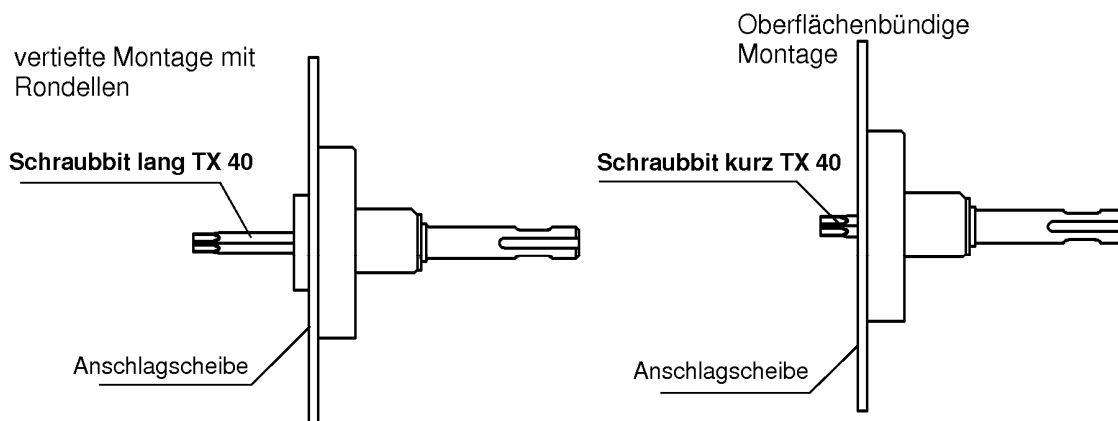 vertiefte Montage mit
Rondellen
Schraubbit lang TX 40
Anschlagscheibe
Oberflächenbündige
Montage
Schraubbit kurz TX 40
Anschlagscheibe